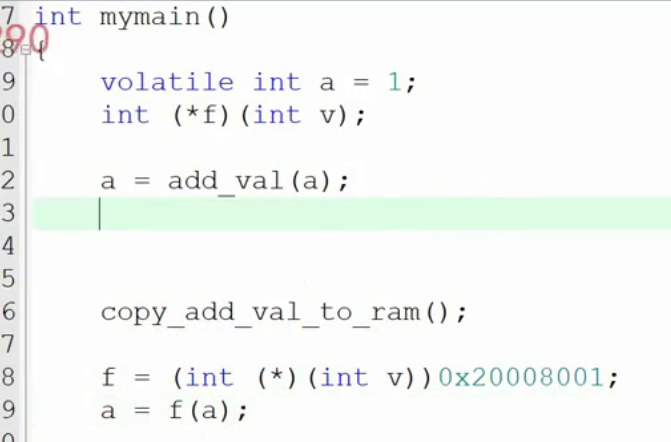 7 int mymain()
8 {
9 volatile int a = 1;
0 int (*f)(int v);
1
2 a = add_val(a);
3
4
5
6 copy_add_val_to_ram();
7
8 f = (int (*)(int v))0x20008001;
9 a = f(a);
0